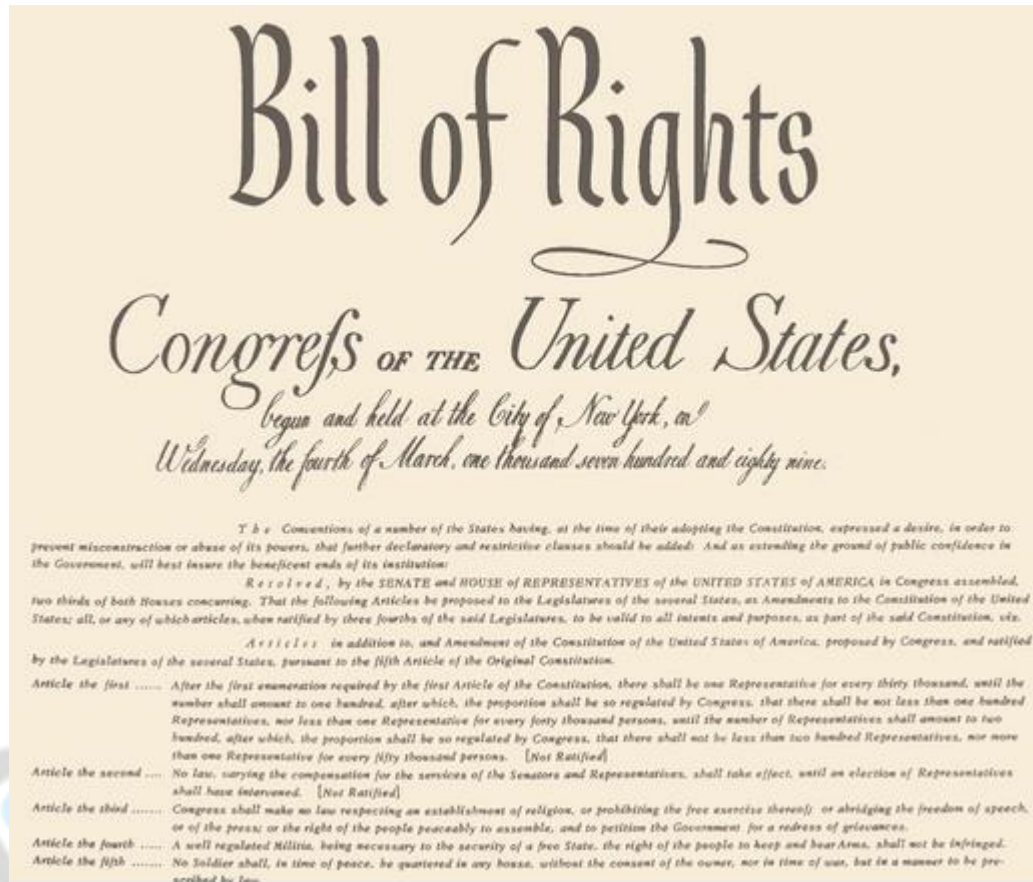 Bill of Rights
Congreſs OF THE United States,
begun and held at the City of New York, on
Wednesday, the fourth of March, one thousand seven hundred and eighty nine.
The Conventions of a number of the States having, at the time of their adopting the Constitution, expressed a desire, in order to
prevent misconstruction or abuse of its powers, that further declaratory and restrictive clauses should be added: And as extending the ground of public confidence in
the Government, will best insure the beneficent ends of its institution:
Resolved, by the SENATE and HOUSE of REPRESENTATIVES of the UNITED STATES of AMERICA in Congress assembled,
two thirds of both Houses concurring. That the following Articles be proposed to the Legislatures of the several States, as Amendments to the Constitution of the United
States; all, or any of which articles, when ratified by three fourths of the said Legislatures, to be valid to all intents and purposes, as part of the said Constitution, viz.
Articles in addition to, and Amendment of the Constitution of the United States of America, proposed by Congress, and ratified
by the Legislatures of the several States, pursuant to the fifth Article of the Original Constitution.
Article the first ...... After the first enumeration required by the first Article of the Constitution, there shall be one Representative for every thirty thousand, until the
number shall amount to one hundred, after which, the proportion shall be so regulated by Congress, that there shall be not less than one hundred
Representatives, nor less than one Representative for every forty thousand persons, until the number of Representatives shall amount to two
hundred, after which, the proportion shall be so regulated by Congress, that there shall not be less than two hundred Representatives, nor more
than one Representative for every fifty thousand persons. [Not Ratified]
Article the second .... No law, varying the compensation for the services of the Senators and Representatives, shall take effect, until an election of Representatives
shall have intervened. [Not Ratified]
Article the third ....... Congress shall make no law respecting an establishment of religion, or prohibiting the free exercise thereof; or abridging the freedom of speech,
or of the press; or the right of the people peaceably to assemble, and to petition the Government for a redress of grievances.
Article the fourth ..... A well regulated Militia, being necessary to the security of a free State, the right of the people to keep and bear Arms, shall not be infringed.
Article the fifth ....... No Soldier shall, in time of peace, be quartered in any house, without the consent of the owner, nor in time of war, but in a manner to be pre-
scribed by law.